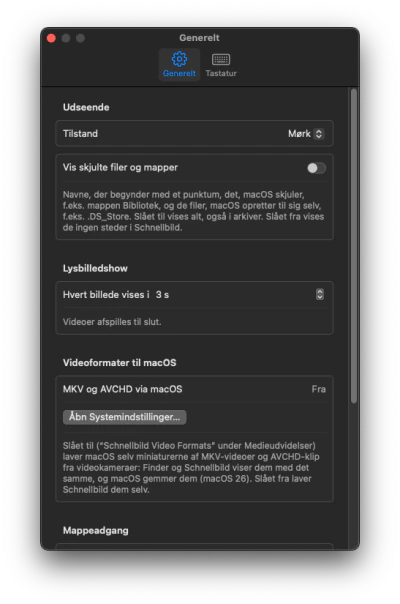 Generelt
Generelt
Tastatur
Udseende
Tilstand
Mørk
Vis skjulte filer og mapper
Navne, der begynder med et punktum, det, macOS skjuler,
f.eks. mappen Bibliotek, og de filer, macOS opretter til sig selv,
f.eks. .DS_Store. Slået til vises alt, også i arkiver. Slået fra vises
de ingen steder i Schnellbild.
Lysbilledshow
Hvert billede vises i 3 s
Videoer afspilles til slut.
Videoformater til macOS
MKV og AVCHD via macOS
Fra
Åbn Systemindstillinger...
Slået til ("Schnellbild Video Formats" under Medieudvidelser)
laver macOS selv miniaturerne af MKV-videoer og AVCHD-klip
fra videokameraer: Finder og Schnellbild viser dem med det
samme, og macOS gemmer dem (macOS 26). Slået fra laver
Schnellbild dem selv.
Mappeadgang